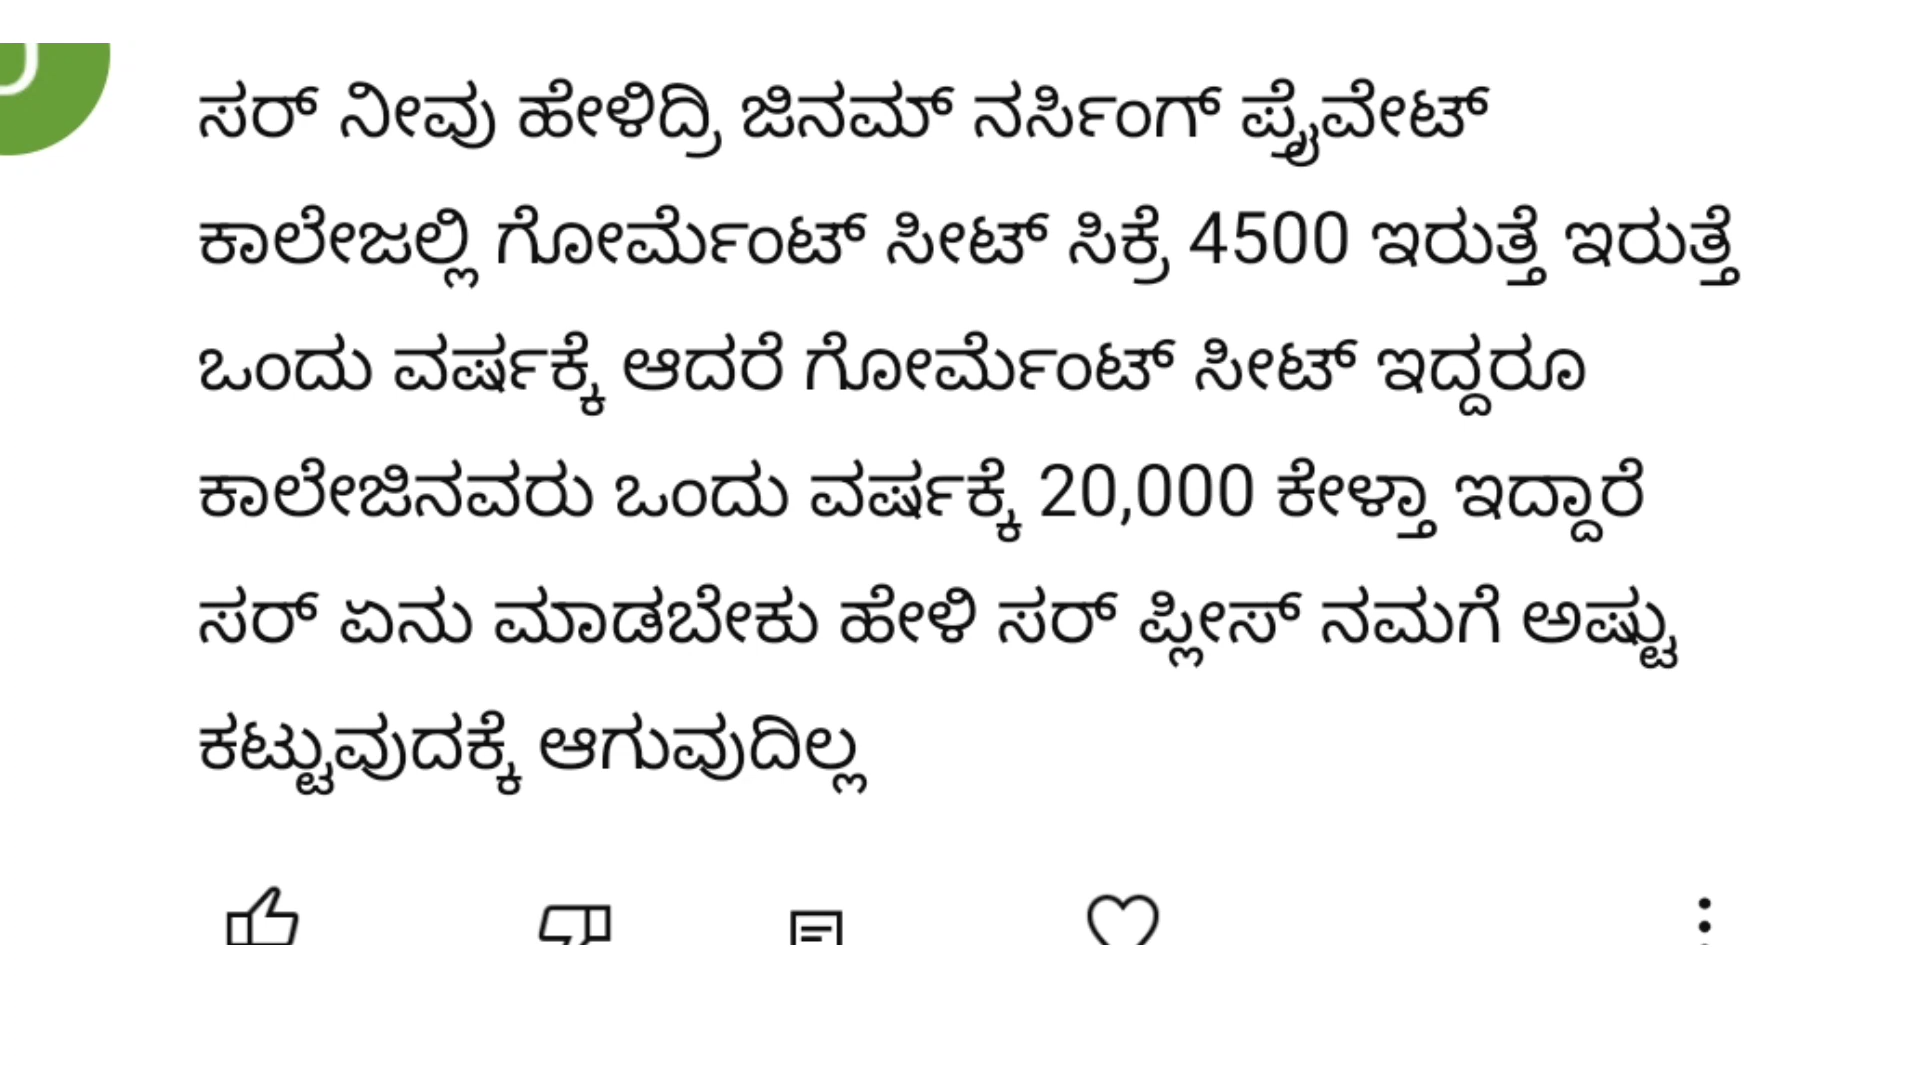 ಸರ್ ನೀವು ಹೇಳಿದ್ರಿ ಜಿನಮ್ ನರ್ಸಿಂಗ್ ಪ್ರೈವೇಟ್
ಕಾಲೇಜಲ್ಲಿ ಗೋರ್ಮೆಂಟ್ ಸೀಟ್ ಸಿಕ್ರೆ 4500 ಇರುತ್ತೆ ಇರುತ್ತೆ
ಒಂದು ವರ್ಷಕ್ಕೆ ಆದರೆ ಗೋರ್ಮೆಂಟ್ ಸೀಟ್ ಇದ್ದರೂ
ಕಾಲೇಜಿನವರು ಒಂದು ವರ್ಷಕ್ಕೆ 20,000 ಕೇಳ್ತಾ ಇದ್ದಾರೆ
ಸರ್ ಏನು ಮಾಡಬೇಕು ಹೇಳಿ ಸರ್ ಪ್ಲೀಸ್ ನಮಗೆ ಅಷ್ಟು
ಕಟ್ಟುವುದಕ್ಕೆ ಆಗುವುದಿಲ್ಲ